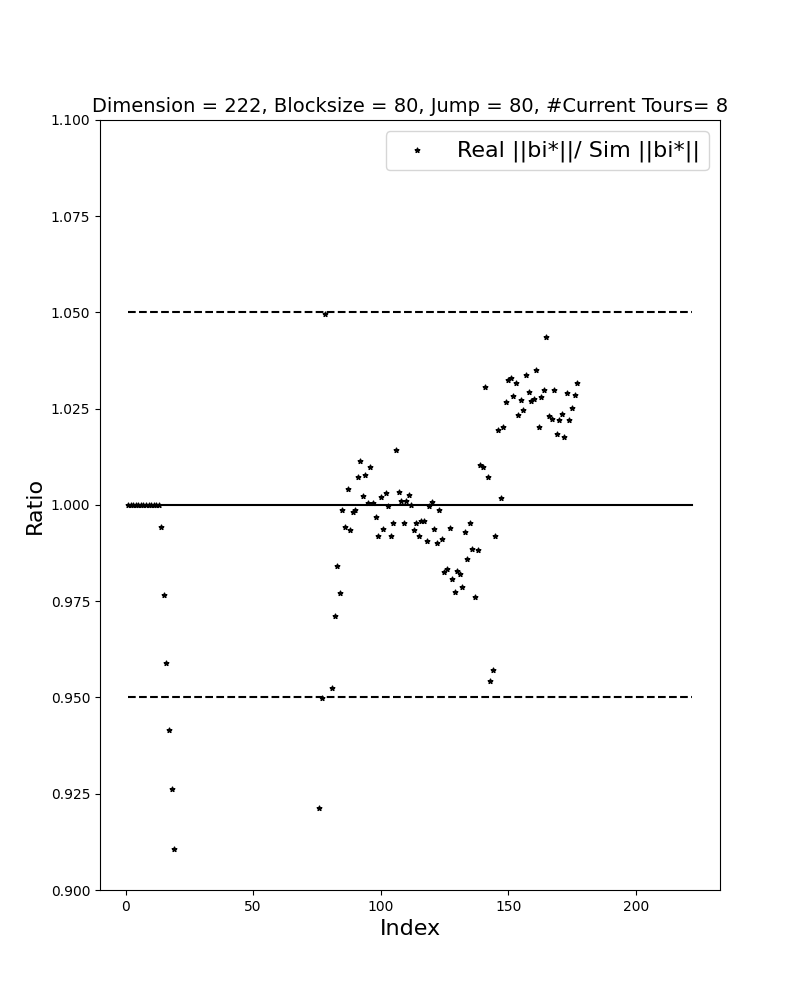 Dimension = 222, Blocksize = 80, Jump = 80, #Current Tours= 8
1.100
Real ||bi*||/ Sim ||bi*||
1.075
1.050
1.025
1.000
Ratio
0.975
0.950
0.925
0.900
0 50 100 150 200
Index